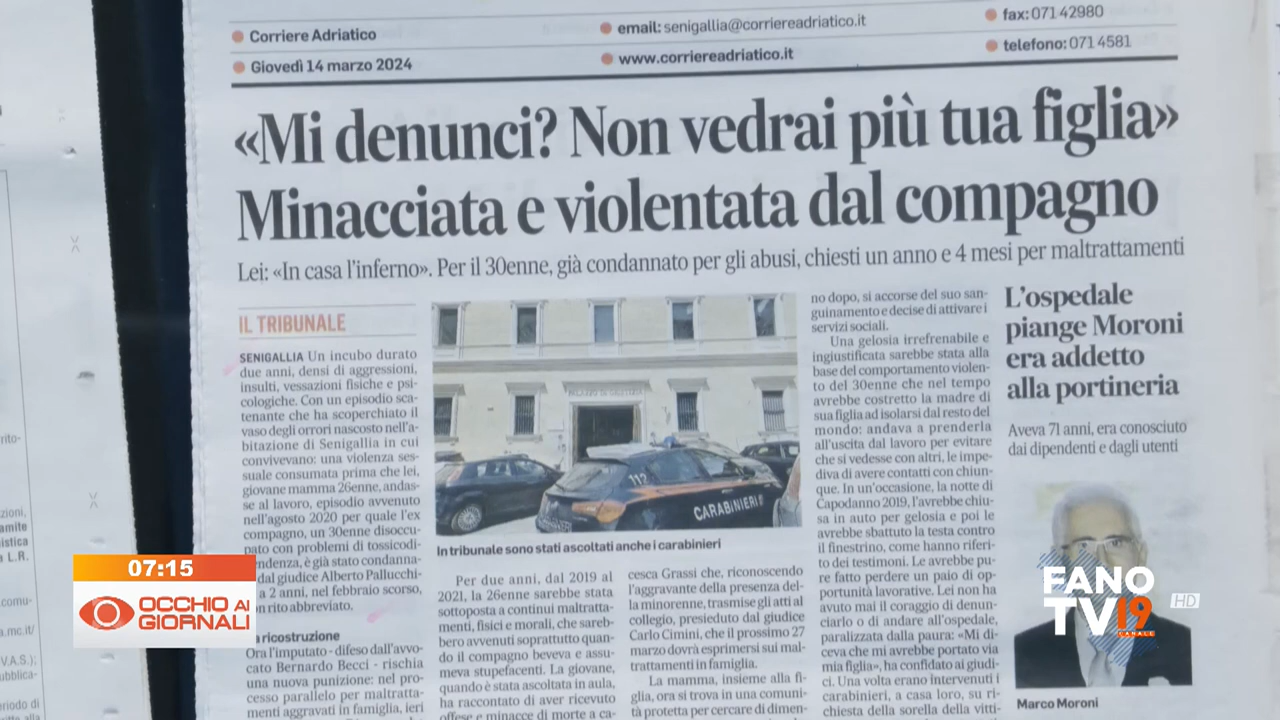 Corriere Adriatico
Giovedì 14 marzo 2024
email: senigallia@corriereadriatico.it
www.corriereadriatico.it
fax: 071 42980
telefono: 071 4581
«Mi denunci? Non vedrai più tua figlia»
Minacciata e violentata dal compagno
Lei: «In casa l'inferno». Per il 30enne, già condannato per gli abusi, chiesti un anno e 4 mesi per maltrattamenti
IL TRIBUNALE
SENIGALLIA Un incubo durato
due anni, densi di aggressioni,
insulti, vessazioni fisiche e psi-
cologiche. Con un episodio sca-
tenante che ha scoperchiato il
vaso degli orrori nascosto nell'a-
bitazione di Senigallia in cui
convivevano: una violenza ses-
suale consumata prima che lei,
giovane mamma 26enne, andas-
se al lavoro, episodio avvenuto
nell'agosto 2020 per quale l'ex
compagno, un 30enne disoccu-
pato con problemi di tossicodi-
pendenza, è già stato condanna-
dal giudice Alberto Pallucchi-
a 2 anni, nel febbraio scorso,
rito abbreviato.
a ricostruzione
Ora l'imputato - difeso dall'avvo-
cato Bernardo Becci - rischia
una nuova punizione: nel pro-
cesso parallelo per maltratta-
menti aggravati in famiglia, ieri
PALAZZO DI GIUSTIZIA
112
CARABINIERI
In tribunale sono stati ascoltati anche i carabinieri
Per due anni, dal 2019 al
2021, la 26enne sarebbe stata
sottoposta a continui maltratta-
menti, fisici e morali, che sareb-
bero avvenuti soprattutto quan-
do il compagno beveva e assu-
meva stupefacenti. La giovane,
quando è stata ascoltata in aula,
ha raccontato di aver ricevuto
offese e minacce di morte a ca-
cesca Grassi che, riconoscendo
l'aggravante della presenza del-
la minorenne, trasmise gli atti al
collegio, presieduto dal giudice
Carlo Cimini, che il prossimo 27
marzo dovrà esprimersi sui mal-
trattamenti in famiglia.
La mamma, insieme alla fi-
glia, ora si trova in una comuni-
tà protetta per cercare di dimen-
no dopo, si accorse del suo san-
guinamento e decise di attivare i
servizi sociali.
Una gelosia irrefrenabile e
ingiustificata sarebbe stata alla
base del comportamento violen-
to del 30enne che nel tempo
avrebbe costretto la madre di
sua figlia ad isolarsi dal resto del
mondo: andava a prenderla
all'uscita dal lavoro per evitare
che si vedesse con altri, le impe-
diva di avere contatti con chiun-
que. In un'occasione, la notte di
Capodanno 2019, l'avrebbe chiu-
sa in auto per gelosia e poi le
avrebbe sbattuto la testa contro
il finestrino, come hanno riferi-
to dei testimoni. Le avrebbe pu-
re fatto perdere un paio di op-
portunità lavorative. Lei non ha
avuto mai il coraggio di denun-
ciarlo o di andare all'ospedale,
paralizzata dalla paura: «Mi di-
ceva che mi avrebbe portato via
mia figlia», ha confidato ai giudi-
ci. Una volta erano intervenuti i
carabinieri, a casa loro, su ri-
chiesta della sorella della vitti-
L'ospedale
piange Moroni
era addetto
alla portineria
Aveva 71 anni, era conosciuto
dai dipendenti e dagli utenti
Marco Moroni
07:15
OCCHIO AI
GIORNALI
FANO
TV 19
CANALE
HD